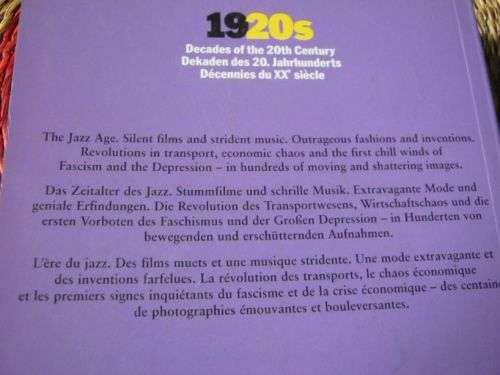 1920s
Decades of the 20th Century
Dekaden des 20. Jahrhunderts
Décennies du XXe siècle
The Jazz Age. Silent films and strident music. Outrageous fashions and inventions.
Revolutions in transport, economic chaos and the first chill winds of
Fascism and the Depression – in hundreds of moving and shattering images.
Das Zeitalter des Jazz. Stummfilme und schrille Musik. Extravagante Mode und
geniale Erfindungen. Die Revolution des Transportwesens, Wirtschaftschaos und die
ersten Vorboten des Faschismus und der Großen Depression – in Hunderten von
bewegenden und erschütternden Aufnahmen.
L'ère du jazz. Des films muets et une musique stridente. Une mode extravagante et
des inventions farfelues. La révolution des transports, le chaos économique
et les premiers signes inquiétants du fascisme et de la crise économique – des centaine
de photographies émouvantes et bouleversantes.